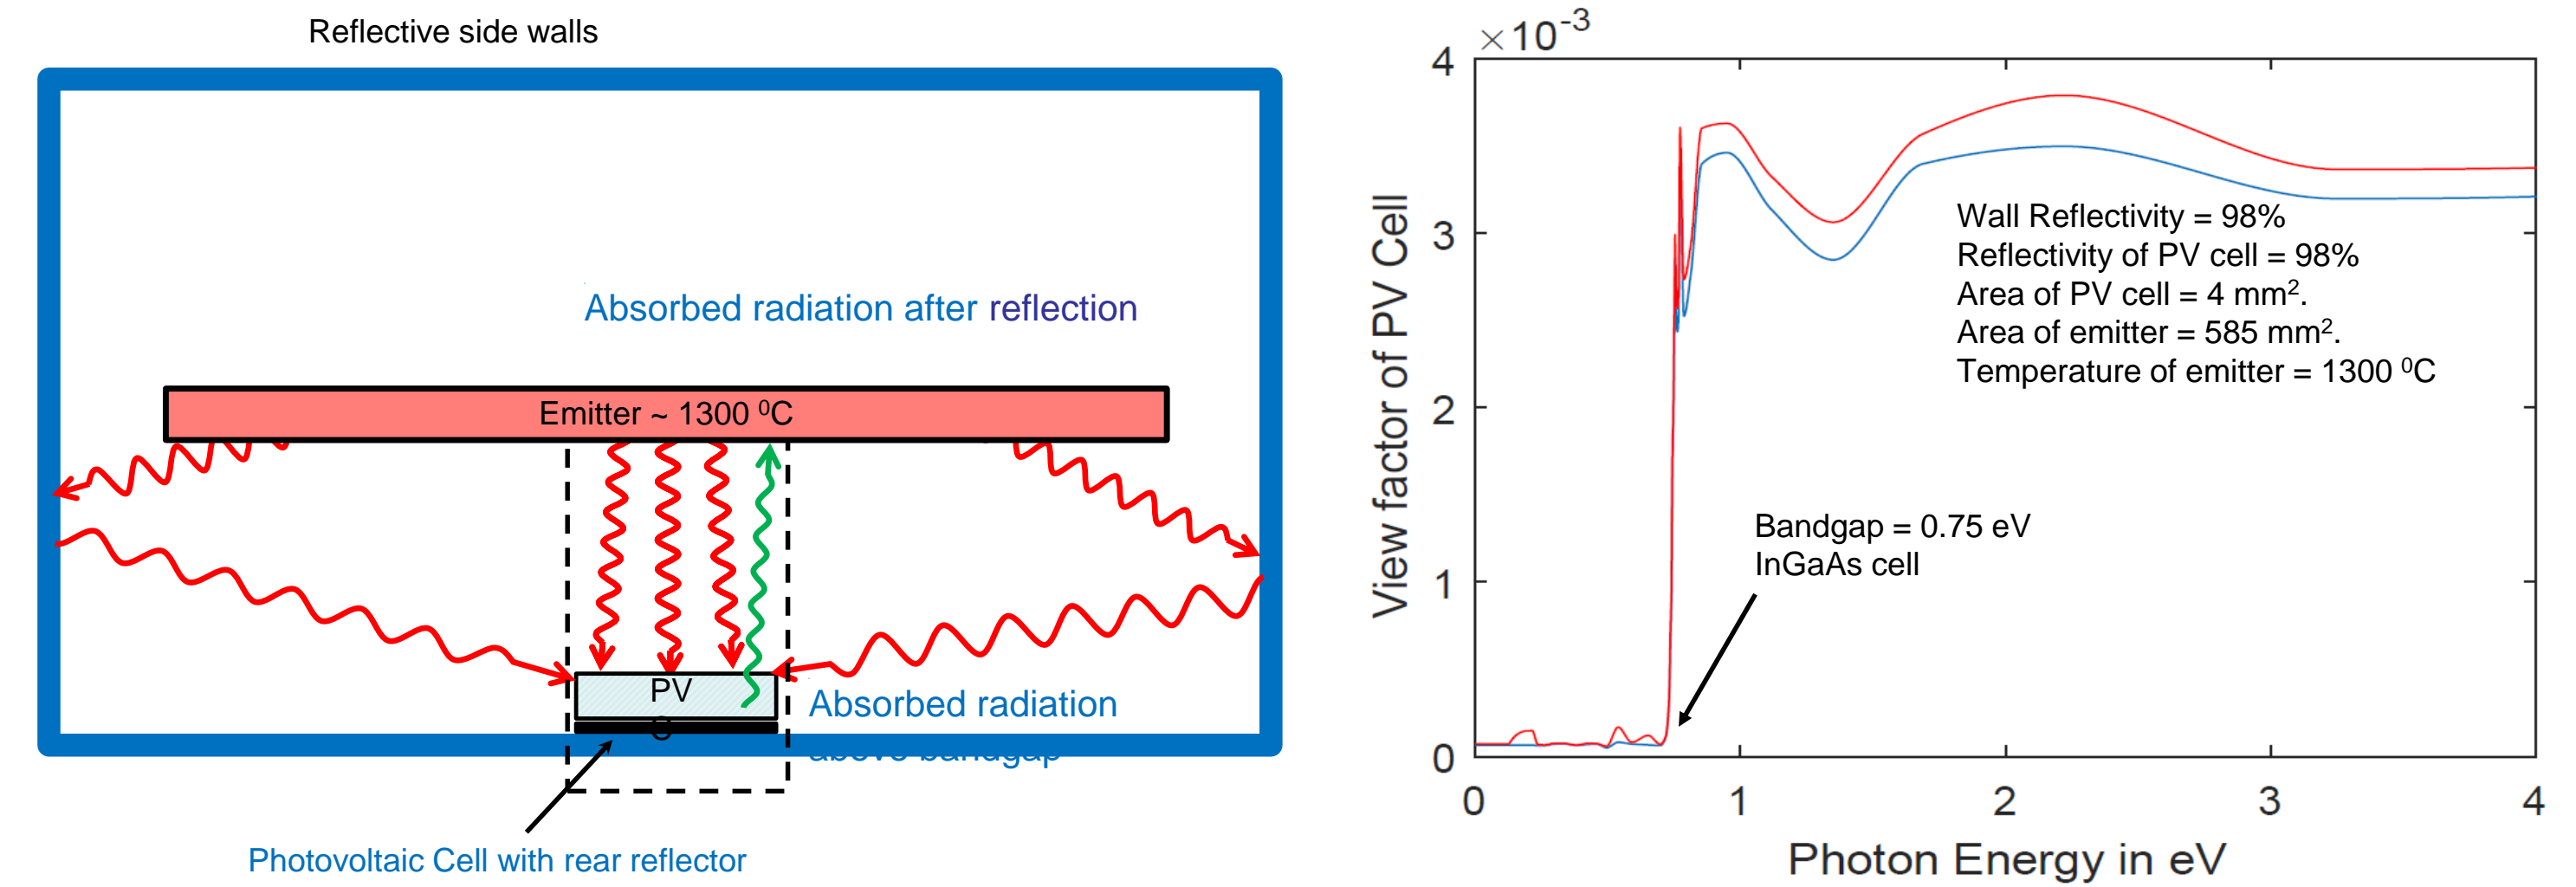 Reflective side walls
Absorbed radiation after reflection
Emitter ~ 1300 ⁰C
PV
C
Absorbed radiation
above bandgap
Photovoltaic Cell with rear reflector
×10⁻³
4
3
2
1
0
View factor of PV Cell
Wall Reflectivity = 98%
Reflectivity of PV cell = 98%
Area of PV cell = 4 mm².
Area of emitter = 585 mm².
Temperature of emitter = 1300 ⁰C
Bandgap = 0.75 eV
InGaAs cell
0 1 2 3 4
Photon Energy in eV